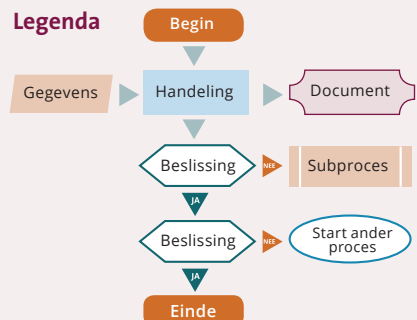 Legenda
Begin
Gegevens
Handeling
Document
Beslissing
NEE
Subproces
JA
Beslissing
NEE
Start ander
proces
JA
Einde